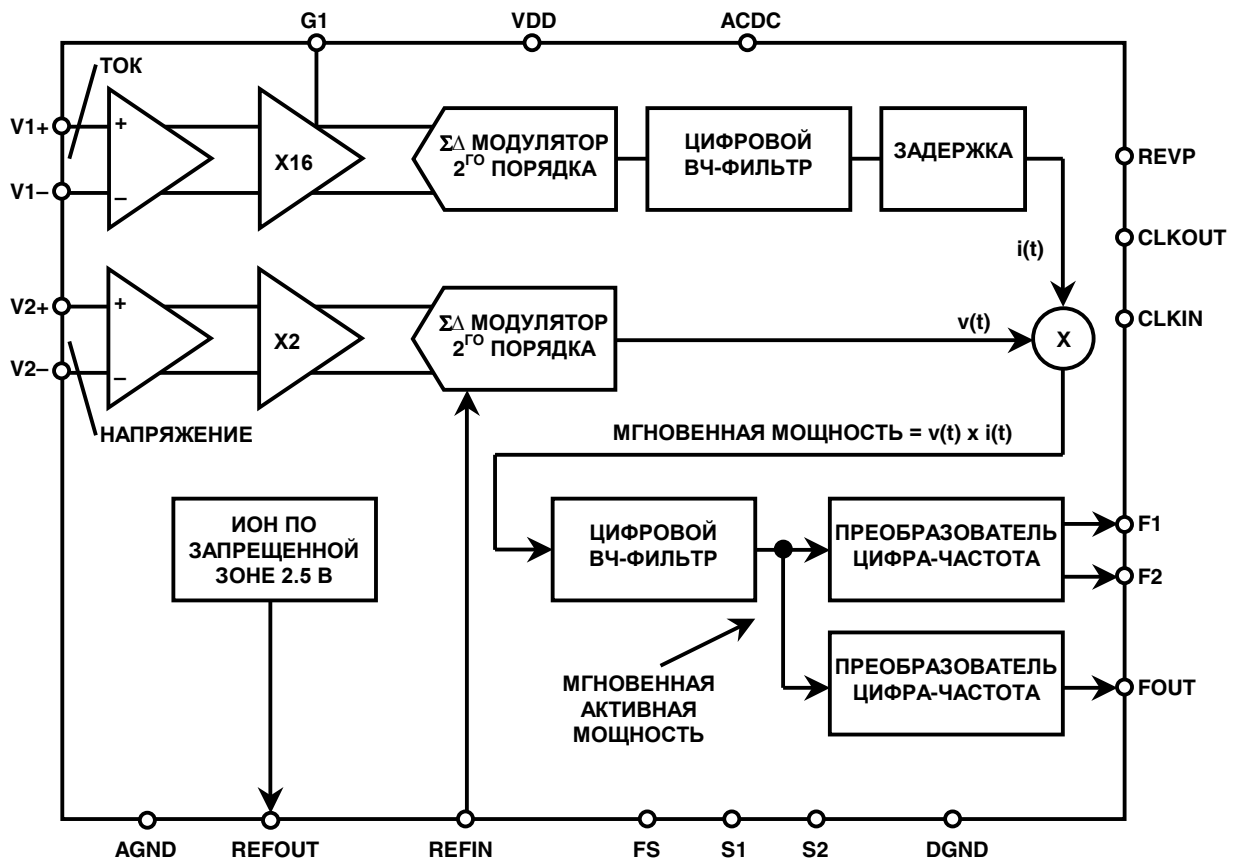 G1
VDD
ACDC
ТОК
V1+
V1–
+
–
X16
ΣΔ МОДУЛЯТОР
2ГО ПОРЯДКА
ЦИФРОВОЙ
ВЧ-ФИЛЬТР
ЗАДЕРЖКА
REVP
CLKOUT
i(t)
V2+
V2–
+
–
X2
ΣΔ МОДУЛЯТОР
2ГО ПОРЯДКА
v(t)
X
CLKIN
НАПРЯЖЕНИЕ
МГНОВЕННАЯ МОЩНОСТЬ = v(t) x i(t)
ИОН ПО
ЗАПРЕЩЕННОЙ
ЗОНЕ 2.5 В
ЦИФРОВОЙ
ВЧ-ФИЛЬТР
ПРЕОБРАЗОВАТЕЛЬ
ЦИФРА-ЧАСТОТА
F1
F2
МГНОВЕННАЯ
АКТИВНАЯ
МОЩНОСТЬ
ПРЕОБРАЗОВАТЕЛЬ
ЦИФРА-ЧАСТОТА
FOUT
AGND
REFOUT
REFIN
FS
S1
S2
DGND